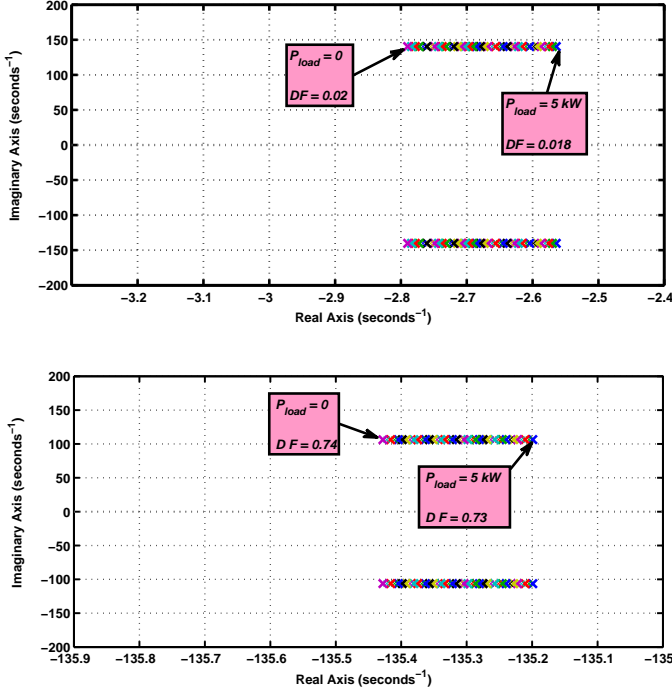 200
150
100
50
0
−50
−100
−150
−200
Imaginary Axis (seconds⁻¹)
P_load = 0
DF = 0.02
P_load = 5 kW
DF = 0.018
−3.2 −3.1 −3 −2.9 −2.8 −2.7 −2.6 −2.5 −2.4
Real Axis (seconds⁻¹)
200
150
100
50
0
−50
−100
−150
−200
Imaginary Axis (seconds⁻¹)
P_load = 0
D F = 0.74
P_load = 5 kW
D F = 0.73
−135.9 −135.8 −135.7 −135.6 −135.5 −135.4 −135.3 −135.2 −135.1 −135
Real Axis (seconds⁻¹)